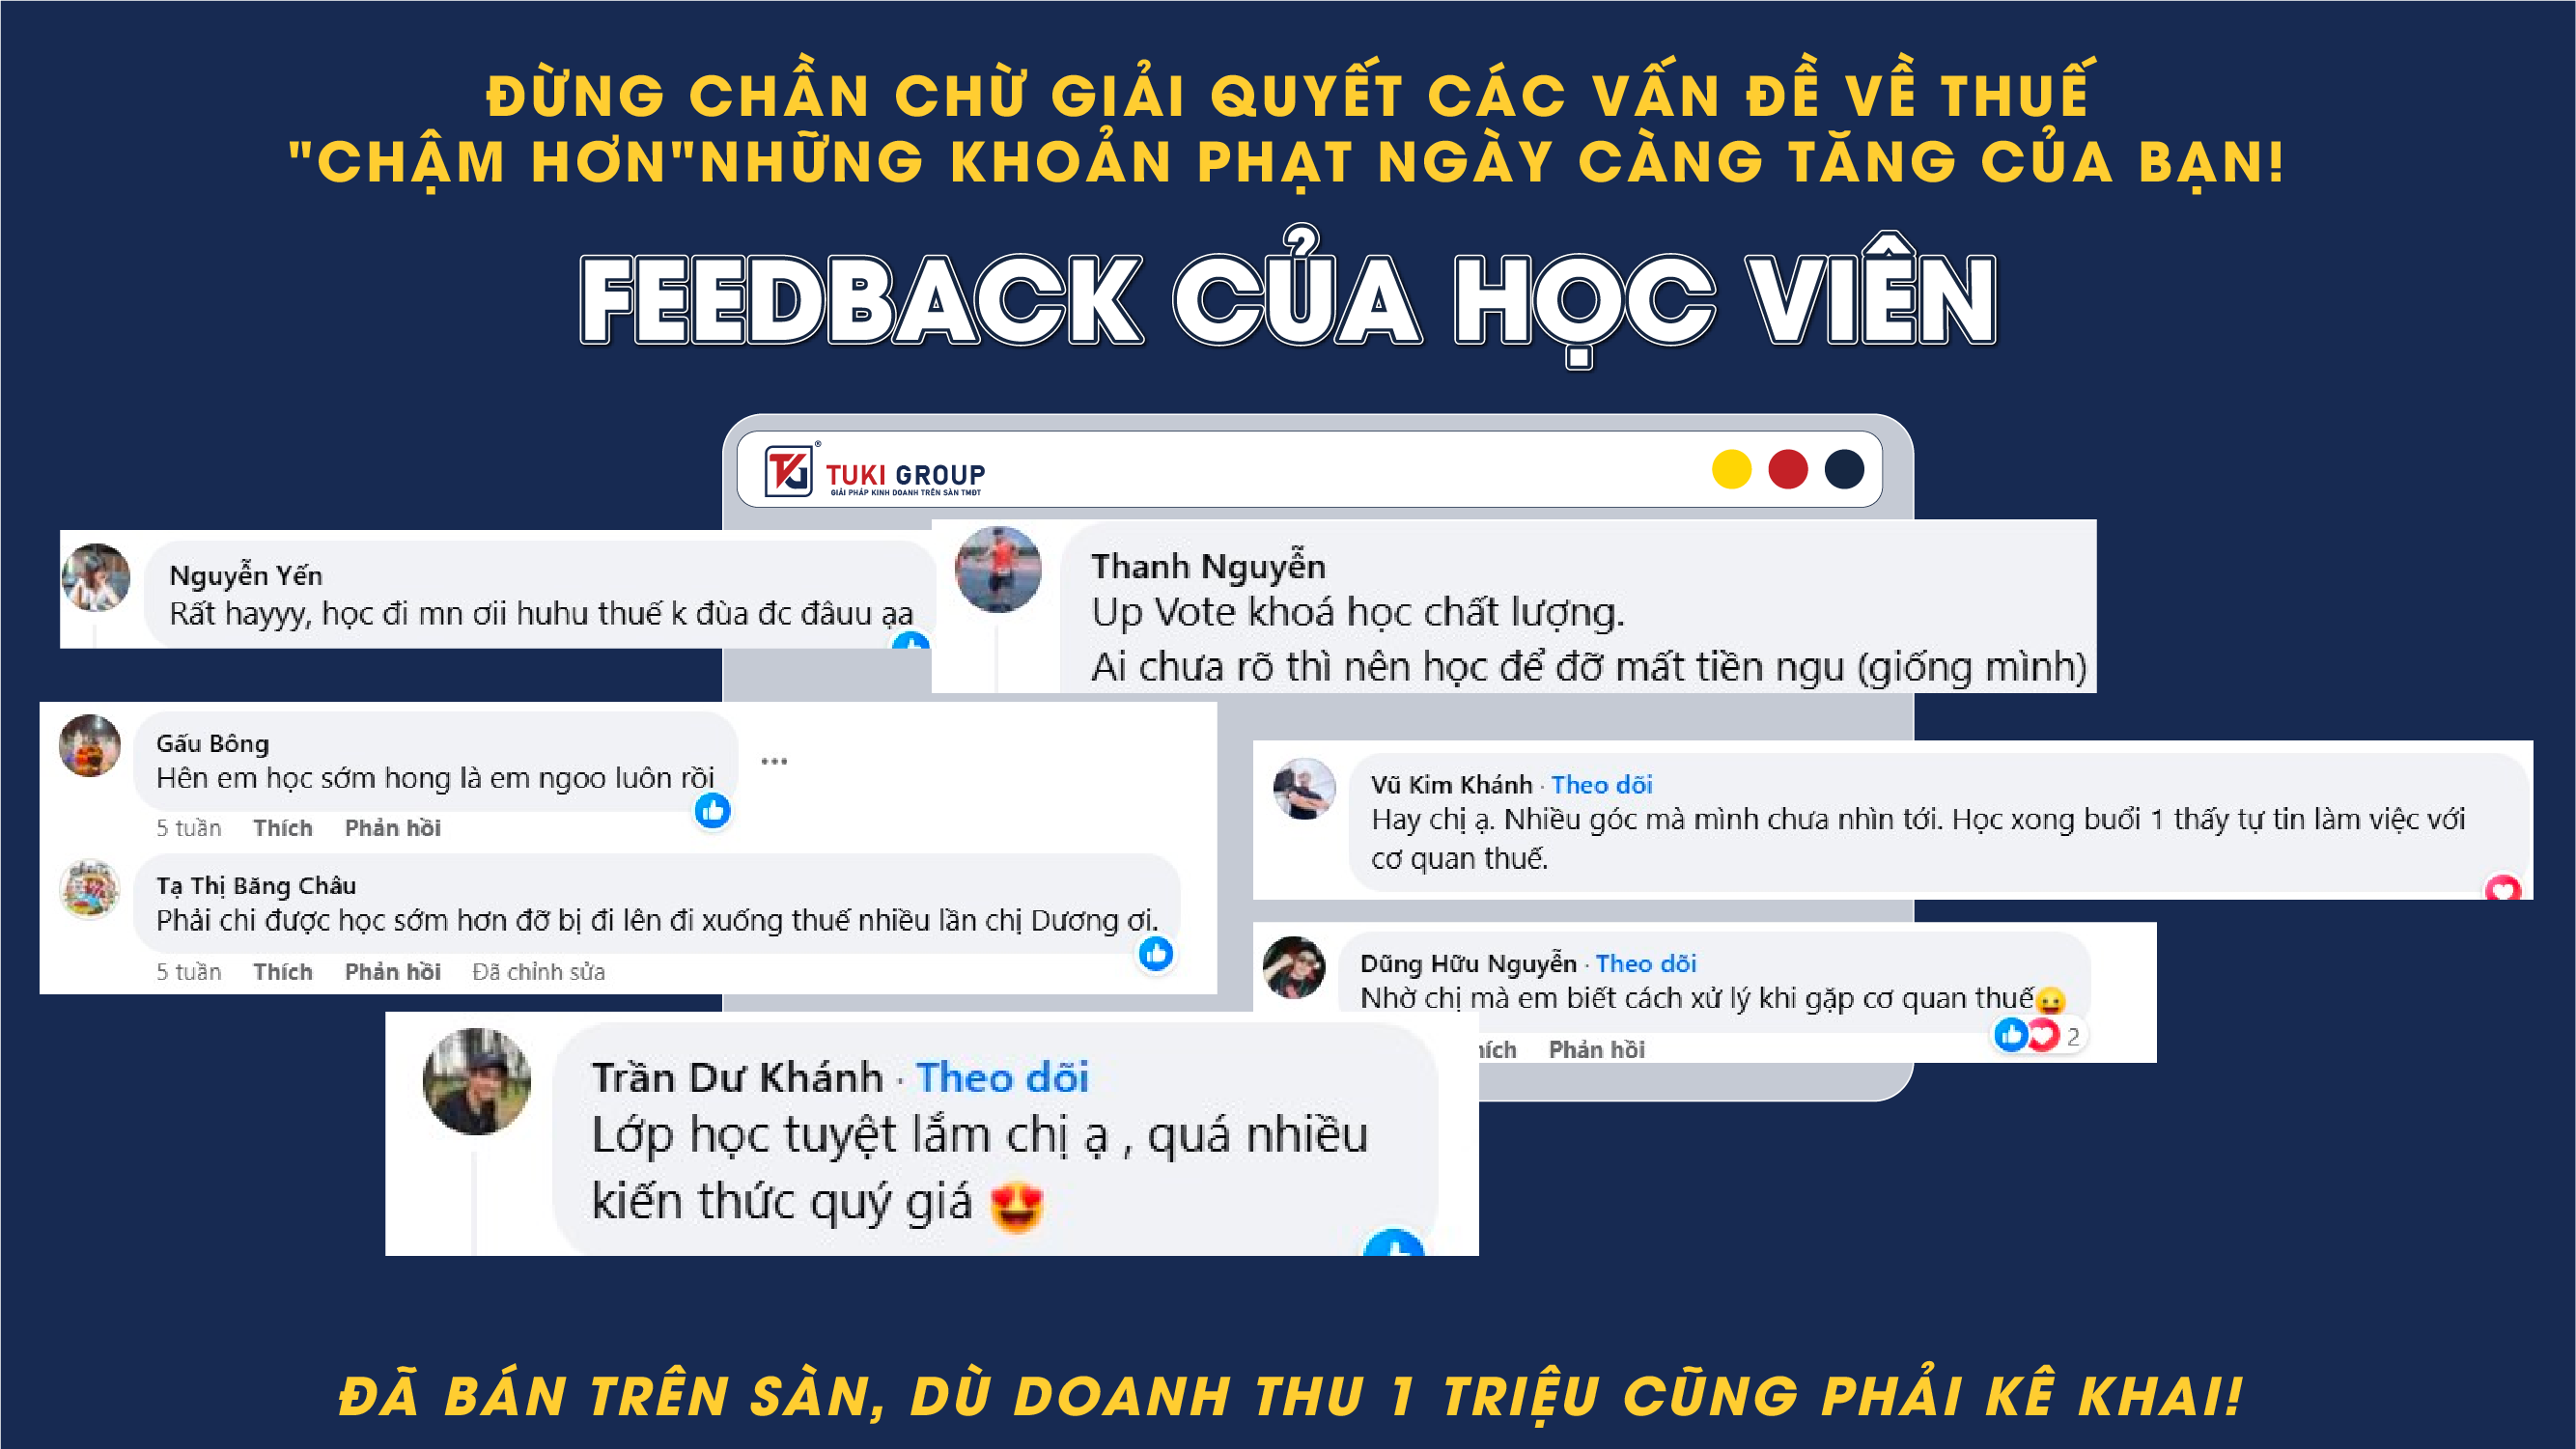 ĐỪNG CHẦN CHỪ GIẢI QUYẾT CÁC VẤN ĐỀ VỀ THUẾ
"CHẬM HƠN"NHỮNG KHOẢN PHẠT NGÀY CÀNG TĂNG CỦA BẠN!
FEEDBACK CỦA HỌC VIÊN
TUKI GROUP
GIẢI PHÁP KINH DOANH TRÊN SÀN TMĐT
Nguyễn Yến
Rất hayyy, học đi mn ơii huhu thuế k đùa đc đâuu ạa
Thanh Nguyễn
Up Vote khoá học chất lượng.
Ai chưa rõ thì nên học để đỡ mất tiền ngu (giống mình)
Gấu Bông
Hên em học sớm hong là em ngoo luôn rồi
5 tuần Thích Phản hồi
Tạ Thị Băng Châu
Phải chi được học sớm hơn đỡ bị đi lên đi xuống thuế nhiều lần chị Dương ơi.
5 tuần Thích Phản hồi Đã chỉnh sửa
Vũ Kim Khánh · Theo dõi
Hay chị ạ. Nhiều góc mà mình chưa nhìn tới. Học xong buổi 1 thấy tự tin làm việc với
cơ quan thuế.
Dũng Hữu Nguyễn · Theo dõi
Nhờ chị mà em biết cách xử lý khi gặp cơ quan thuế😛
hích Phản hồi 2
Trần Dư Khánh · Theo dõi
Lớp học tuyệt lắm chị ạ , quá nhiều
kiến thức quý giá 😍
ĐÃ BÁN TRÊN SÀN, DÙ DOANH THU 1 TRIỆU CŨNG PHẢI KÊ KHAI!